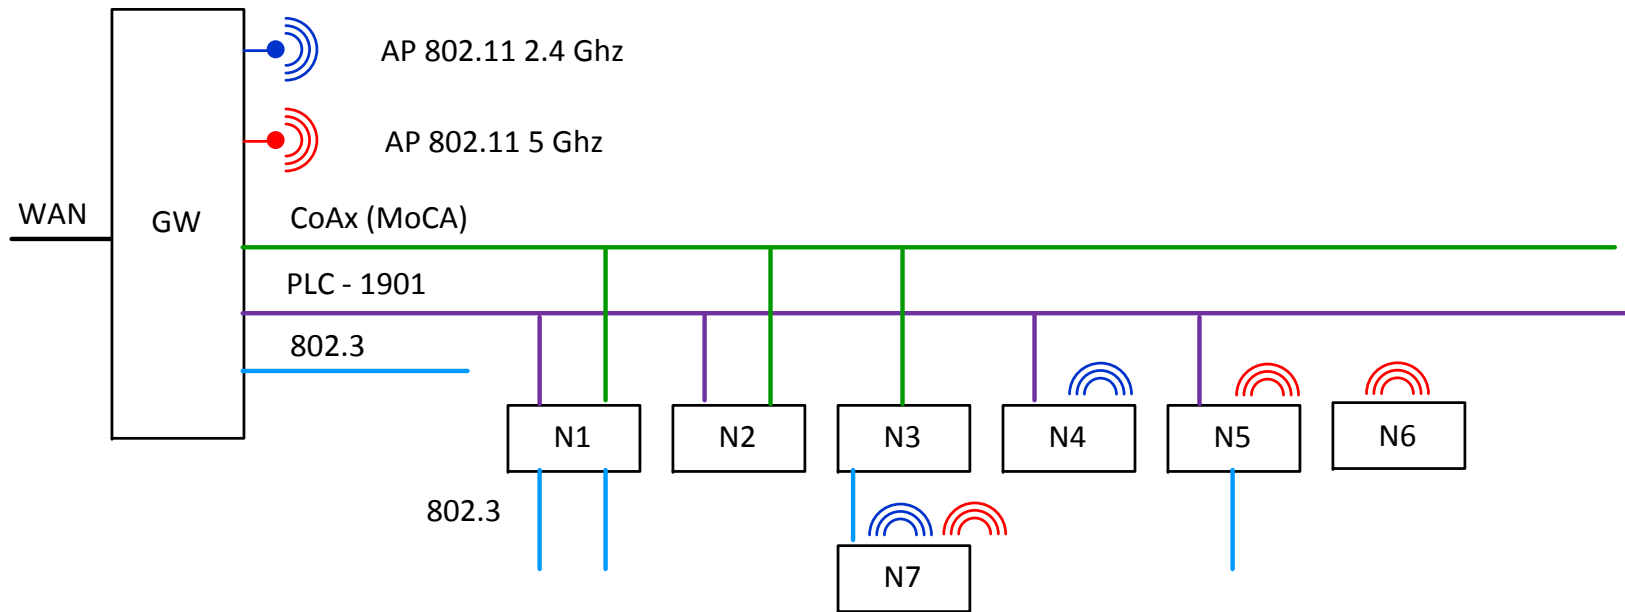 AP 802.11 2.4 Ghz
AP 802.11 5 Ghz
WAN
GW
CoAx (MoCA)
PLC - 1901
802.3
N1
N2
N3
N4
N5
N6
802.3
N7